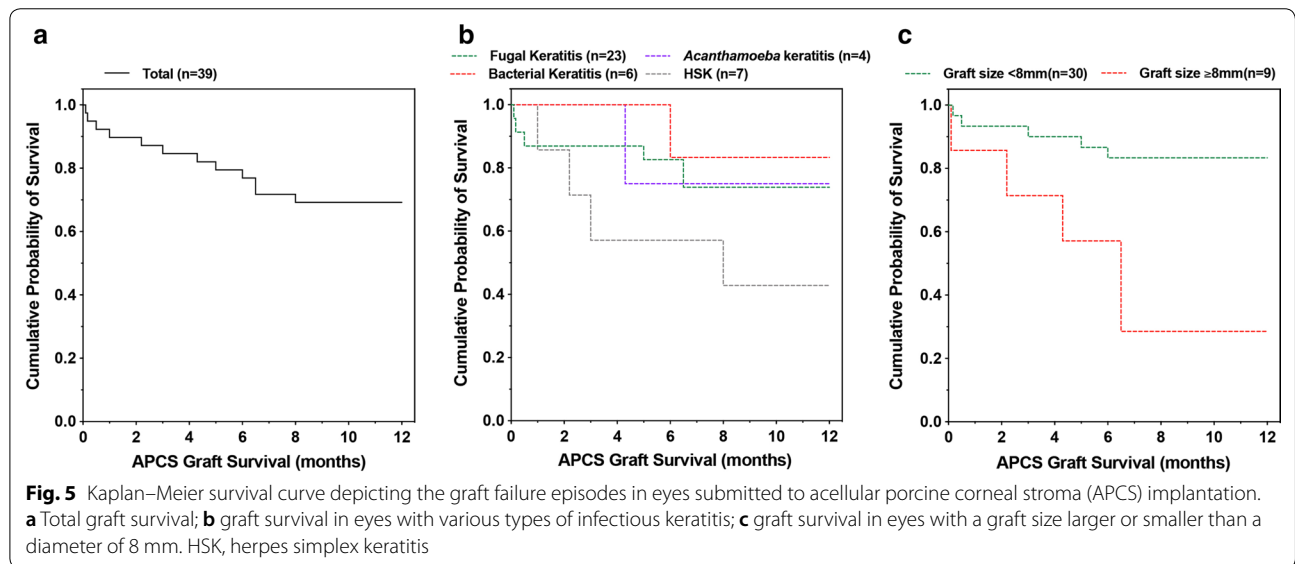 a
Total (n=39)
Cumulative Probability of Survival
1.0
0.8
0.6
0.4
0.2
0.0
0 2 4 6 8 10 12
APCS Graft Survival (months)
b
Fugal Keratitis (n=23) Acanthamoeba keratitis (n=4)
Bacterial Keratitis (n=6) HSK (n=7)
Cumulative Probability of Survival
1.0
0.8
0.6
0.4
0.2
0.0
0 2 4 6 8 10 12
APCS Graft Survival (months)
c
Graft size <8mm(n=30) Graft size ≥8mm(n=9)
Cumulative Probability of Survival
1.0
0.8
0.6
0.4
0.2
0.0
0 2 4 6 8 10 12
APCS Graft Survival (months)
Fig. 5 Kaplan–Meier survival curve depicting the graft failure episodes in eyes submitted to acellular porcine corneal stroma (APCS) implantation.
a Total graft survival; b graft survival in eyes with various types of infectious keratitis; c graft survival in eyes with a graft size larger or smaller than a
diameter of 8 mm. HSK, herpes simplex keratitis